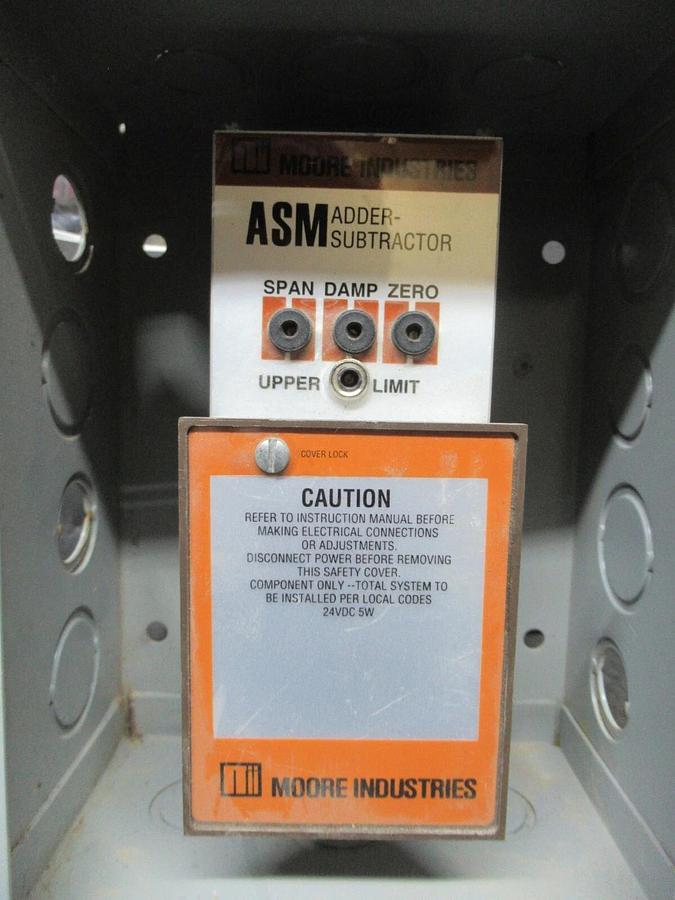 MOORE INDUSTRIES
ASM ADDER-
SUBTRACTOR
SPAN DAMP ZERO
UPPER LIMIT
COVER LOCK
CAUTION
REFER TO INSTRUCTION MANUAL BEFORE
MAKING ELECTRICAL CONNECTIONS
OR ADJUSTMENTS.
DISCONNECT POWER BEFORE REMOVING
THIS SAFETY COVER.
COMPONENT ONLY --TOTAL SYSTEM TO
BE INSTALLED PER LOCAL CODES
24VDC 5W
MOORE INDUSTRIES